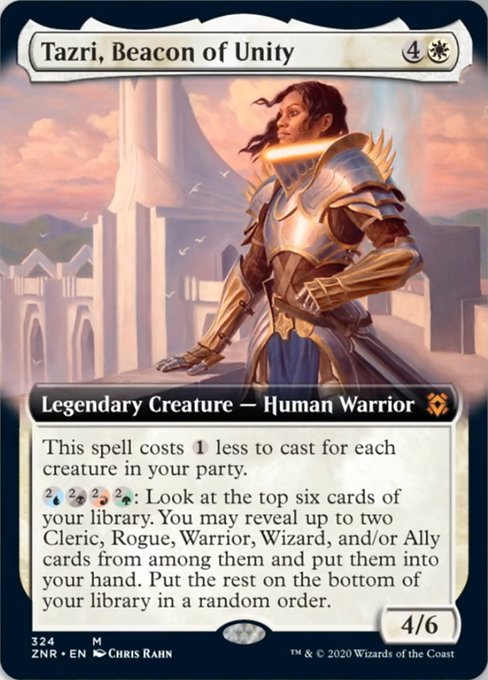 Tazri, Beacon of Unity 4
Legendary Creature — Human Warrior
This spell costs 1 less to cast for each
creature in your party.
2 2 2 2: Look at the top six cards of
your library. You may reveal up to two
Cleric, Rogue, Warrior, Wizard, and/or Ally
cards from among them and put them into
your hand. Put the rest on the bottom of
your library in a random order.
4/6
324 M
ZNR • EN Chris Rahn
™ & © 2020 Wizards of the Coast